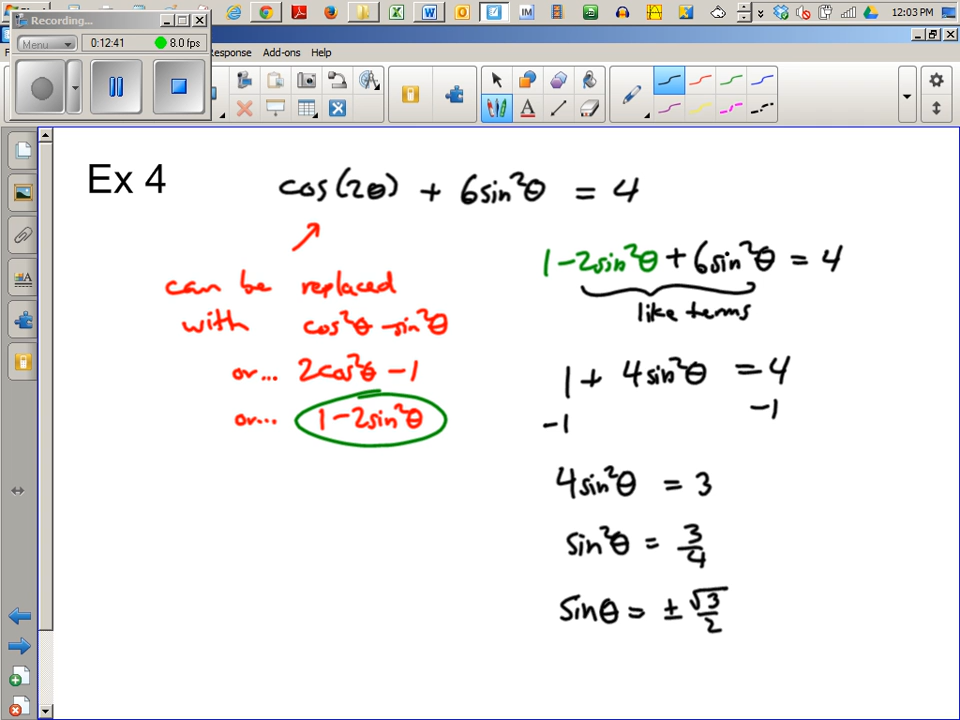 Recording...
Menu
0:12:41
8.0 fps
12:03 PM
Response
Add-ons
Help
Ex 4
cos(2θ) + 6sin²θ = 4
1 - 2sin²θ + 6sin²θ = 4
like terms
can be replaced
with cos²θ - sin²θ
or... 2cos²θ - 1
or... 1 - 2sin²θ
1 + 4sin²θ = 4
-1 -1
4sin²θ = 3
sin²θ = 3/4
sinθ = ± √3/2